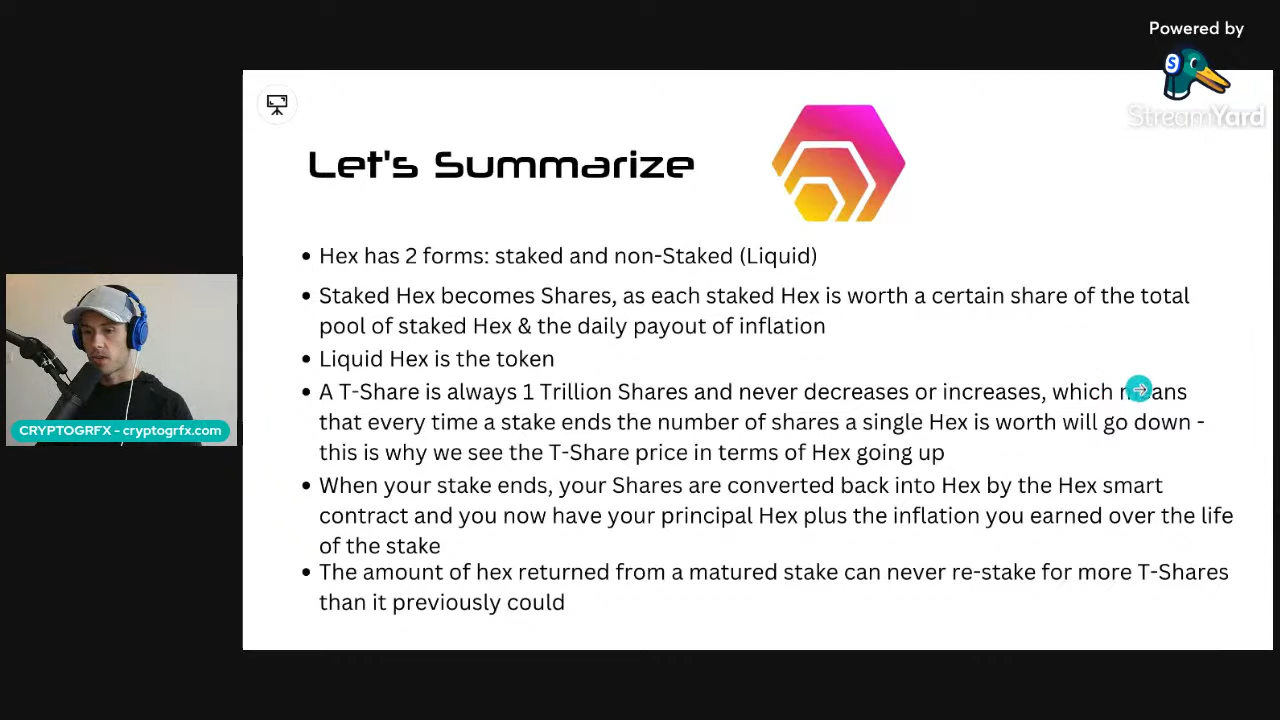 Powered by
S
StreamYard
Let's Summarize
• Hex has 2 forms: staked and non-Staked (Liquid)
• Staked Hex becomes Shares, as each staked Hex is worth a certain share of the total
pool of staked Hex & the daily payout of inflation
• Liquid Hex is the token
• A T-Share is always 1 Trillion Shares and never decreases or increases, which means
that every time a stake ends the number of shares a single Hex is worth will go down -
this is why we see the T-Share price in terms of Hex going up
• When your stake ends, your Shares are converted back into Hex by the Hex smart
contract and you now have your principal Hex plus the inflation you earned over the life
of the stake
• The amount of hex returned from a matured stake can never re-stake for more T-Shares
than it previously could
CRYPTOGRFX - cryptogrfx.com